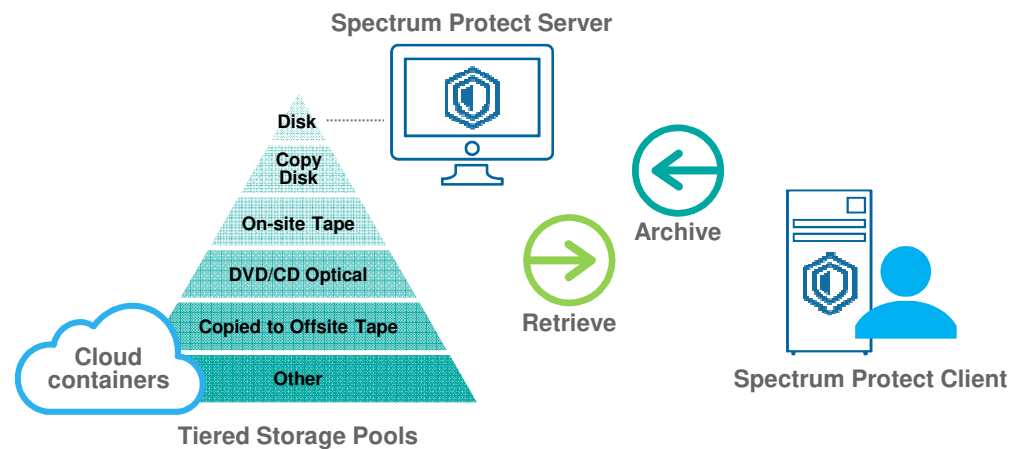 Spectrum Protect Server
Disk
Copy
Disk
On-site Tape
DVD/CD Optical
Copied to Offsite Tape
Other
Cloud
containers
Tiered Storage Pools
Archive
Retrieve
Spectrum Protect Client